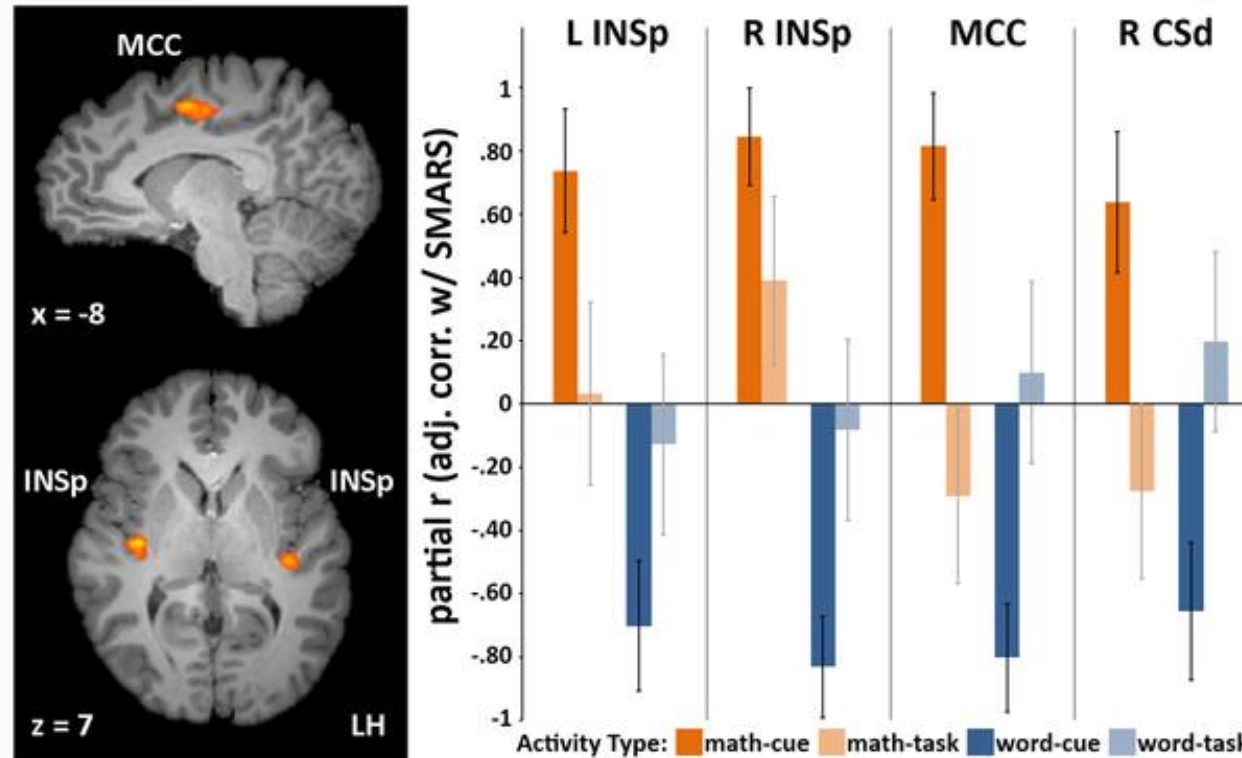 MCC
x = -8
INSp
INSp
z = 7
LH
L INSp
R INSp
MCC
R CSd
partial r (adj. corr. w/ SMARS)
1
.80
.60
.40
.20
0
-.20
-.40
-.60
-.80
-1
Activity Type: math-cue math-task word-cue word-task